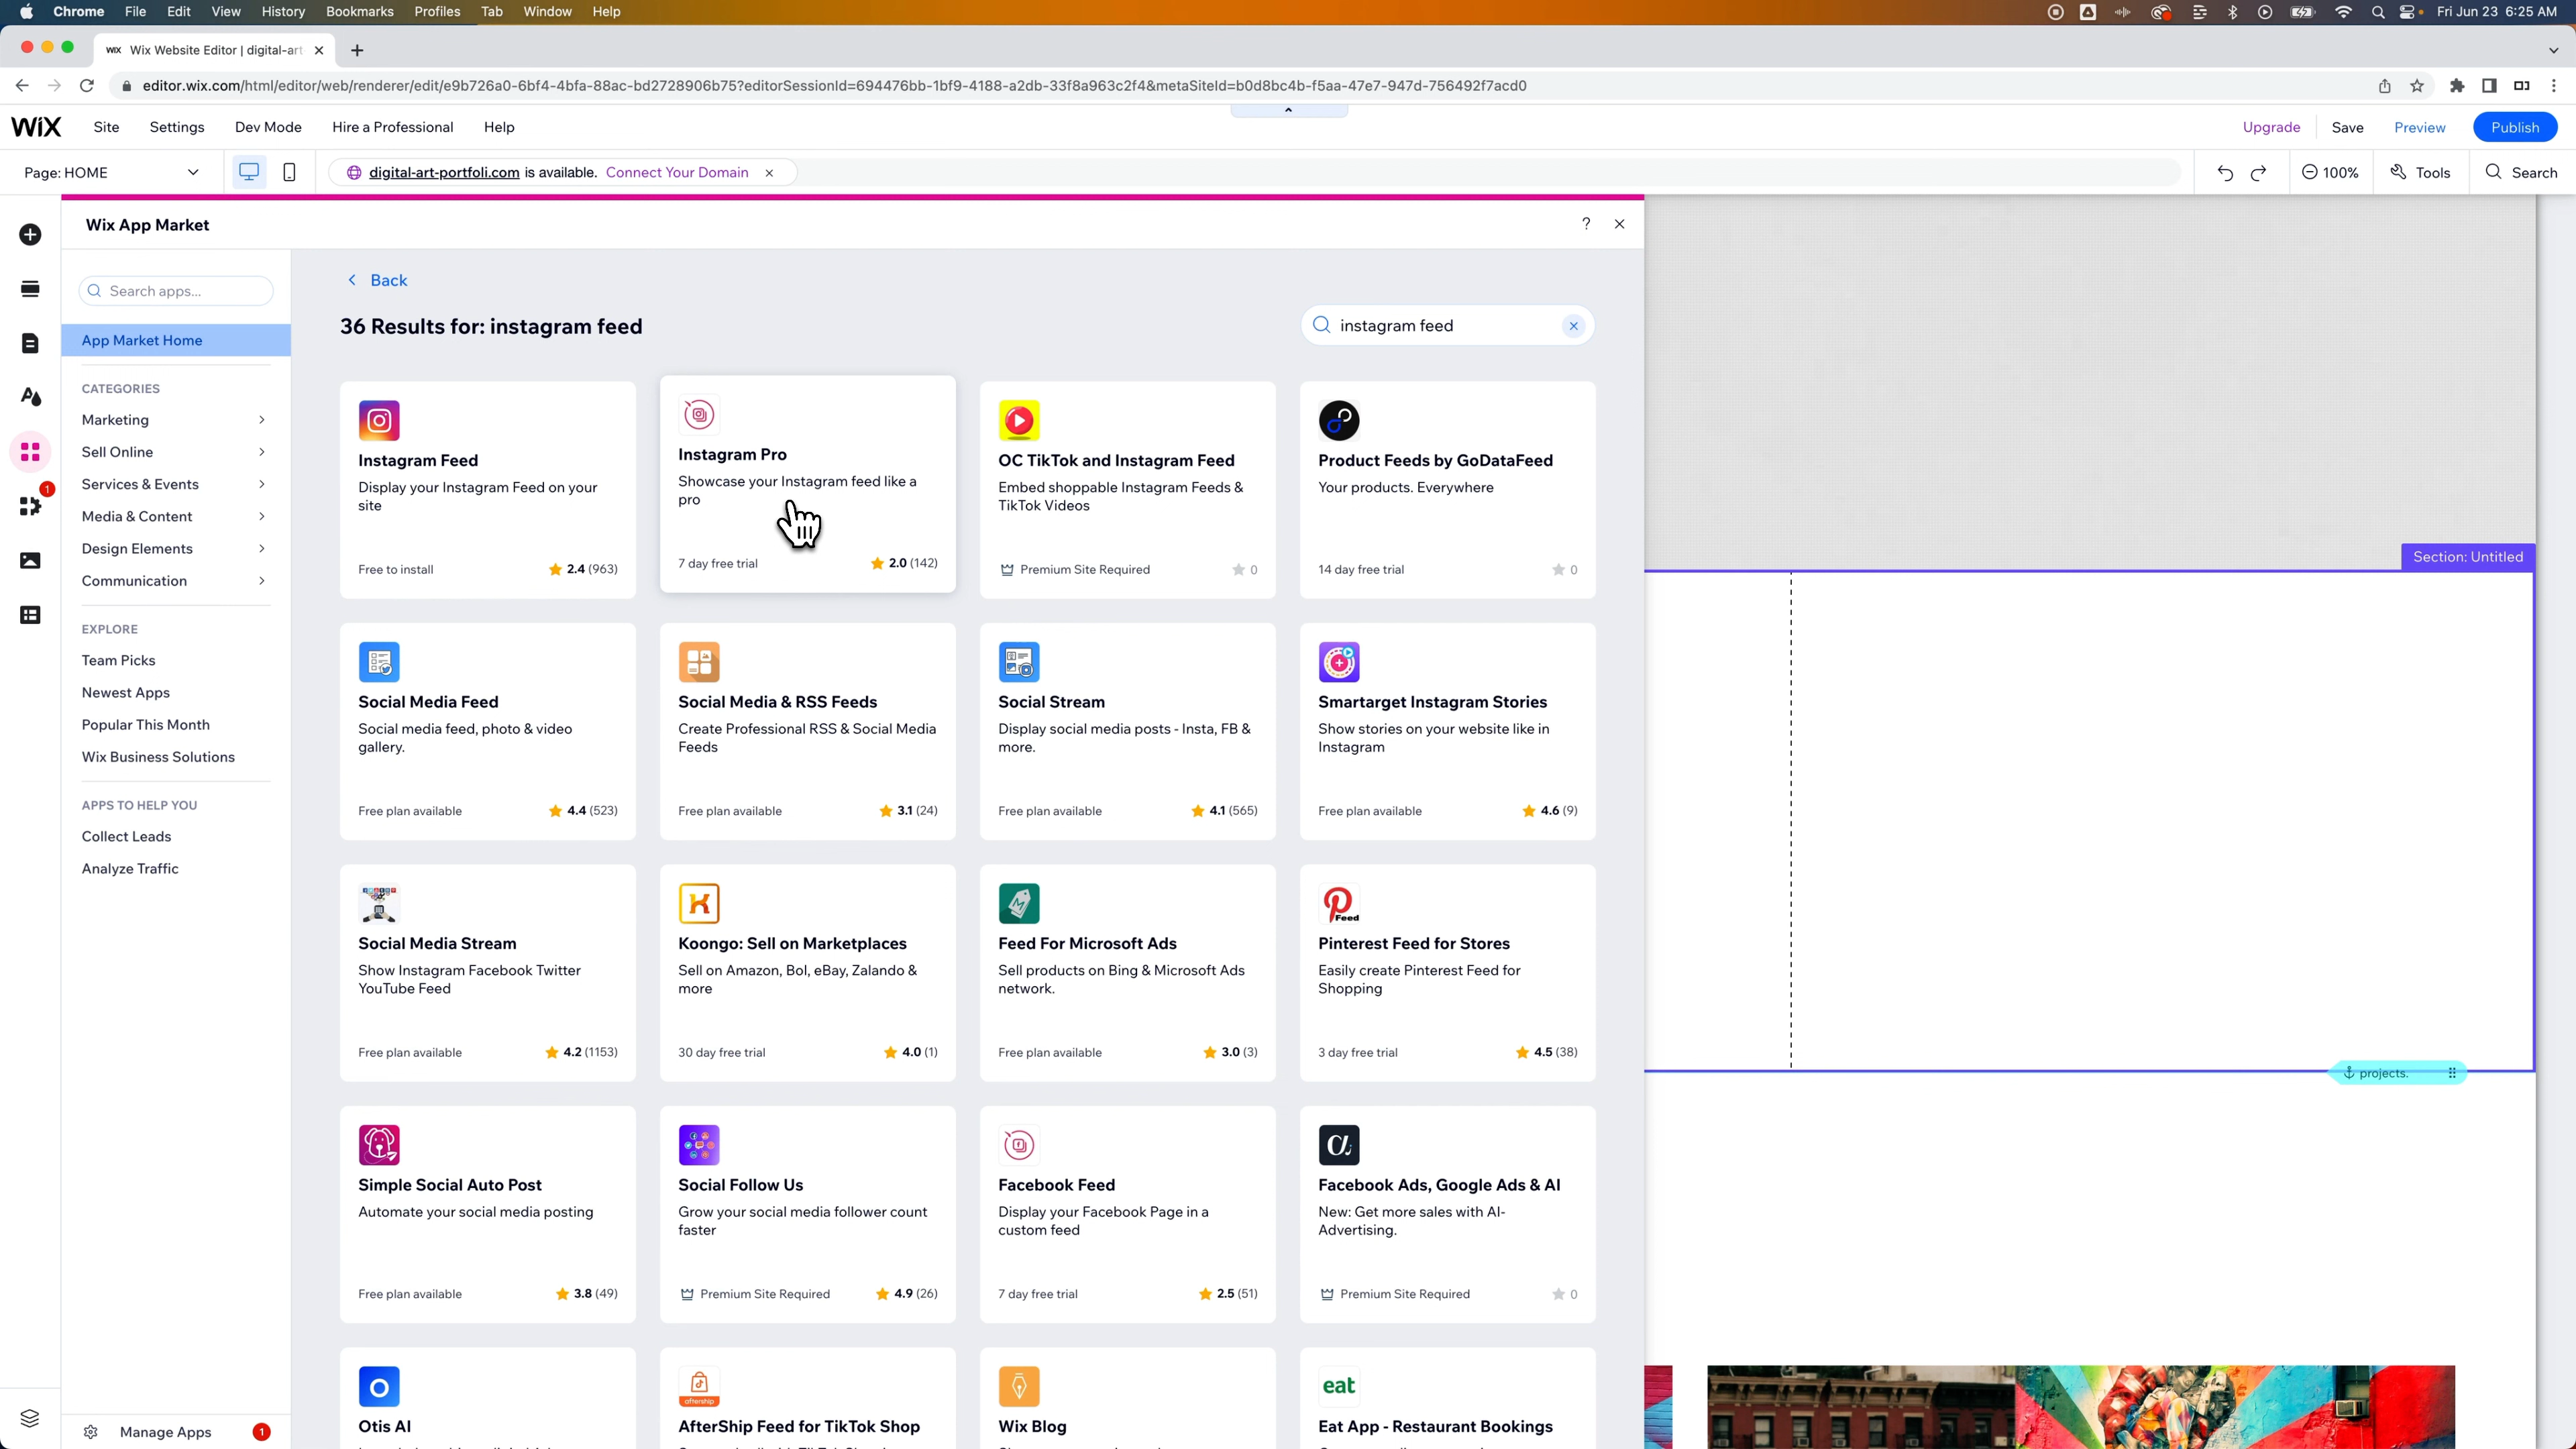 Chrome File Edit View History Bookmarks Profiles Tab Window Help Fri Jun 23 6:25 AM
WiX Wix Website Editor | digital-art
editor.wix.com/html/editor/web/renderer/edit/e9b726a0-6bf4-4bfa-88ac-bd2728906b75?editorSessionId=694476bb-1bf9-4188-a2db-33f8a963c2f4&metaSiteId=b0d8bc4b-f5aa-47e7-947d-756492f7acd0
WiX Site Settings Dev Mode Hire a Professional Help Upgrade Save Preview Publish
Page: HOME digital-art-portfoli.com is available. Connect Your Domain 100% Tools Search
Wix App Market ?
Search apps...
App Market Home
CATEGORIES
Marketing
Sell Online
Services & Events
Media & Content
Design Elements
Communication
EXPLORE
Team Picks
Newest Apps
Popular This Month
Wix Business Solutions
APPS TO HELP YOU
Collect Leads
Analyze Traffic
Manage Apps 1
1
Back
36 Results for: instagram feed
instagram feed
Instagram Feed
Display your Instagram Feed on your
site
Free to install 2.4 (963)
Instagram Pro
Showcase your Instagram feed like a
pro
7 day free trial 2.0 (142)
OC TikTok and Instagram Feed
Embed shoppable Instagram Feeds &
TikTok Videos
Premium Site Required 0
Product Feeds by GoDataFeed
Your products. Everywhere
14 day free trial 0
Social Media Feed
Social media feed, photo & video
gallery.
Free plan available 4.4 (523)
Social Media & RSS Feeds
Create Professional RSS & Social Media
Feeds
Free plan available 3.1 (24)
Social Stream
Display social media posts - Insta, FB &
more.
Free plan available 4.1 (565)
Smartarget Instagram Stories
Show stories on your website like in
Instagram
Free plan available 4.6 (9)
Social Media Stream
Show Instagram Facebook Twitter
YouTube Feed
Free plan available 4.2 (1153)
Koongo: Sell on Marketplaces
Sell on Amazon, Bol, eBay, Zalando &
more
30 day free trial 4.0 (1)
Feed For Microsoft Ads
Sell products on Bing & Microsoft Ads
network.
Free plan available 3.0 (3)
Feed
Pinterest Feed for Stores
Easily create Pinterest Feed for
Shopping
3 day free trial 4.5 (38)
Simple Social Auto Post
Automate your social media posting
Free plan available 3.8 (49)
Social Follow Us
Grow your social media follower count
faster
Premium Site Required 4.9 (26)
Facebook Feed
Display your Facebook Page in a
custom feed
7 day free trial 2.5 (51)
Facebook Ads, Google Ads & AI
New: Get more sales with AI-
Advertising.
Premium Site Required 0
Otis AI
aftership
AfterShip Feed for TikTok Shop
Wix Blog
eat
Eat App - Restaurant Bookings
Section: Untitled
projects.